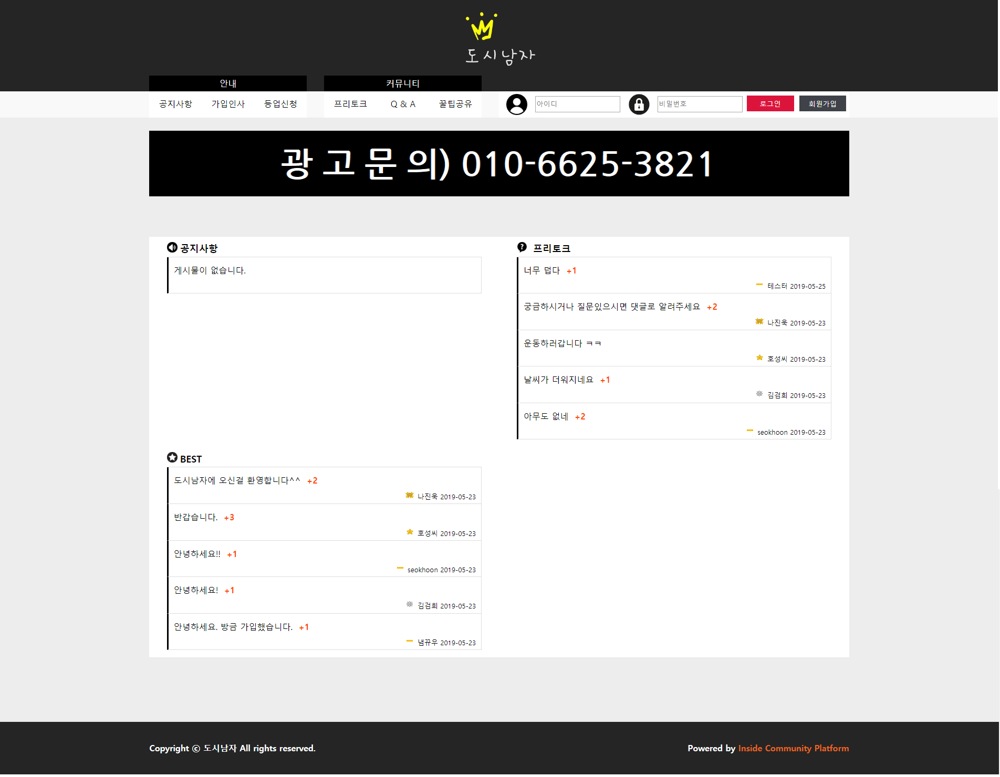 도시남자
안내
커뮤니티
공지사항 가입인사 등업신청
프리토크 Q & A 꿀팁공유
아이디
비밀번호
로그인
회원가입
광 고 문 의) 010-6625-3821
공지사항
게시물이 없습니다.
프리토크
너무 덥다 +1
테스터 2019-05-25
궁금하시거나 질문있으시면 댓글로 알려주세요 +2
나진욱 2019-05-23
운동하러갑니다 ㅋㅋ
호성씨 2019-05-23
날씨가 더워지네요 +1
김검희 2019-05-23
아무도 없네 +2
seokhoon 2019-05-23
BEST
도시남자에 오신걸 환영합니다^^ +2
나진욱 2019-05-23
반갑습니다. +3
호성씨 2019-05-23
안녕하세요!! +1
seokhoon 2019-05-23
안녕하세요! +1
김검희 2019-05-23
안녕하세요. 방금 가입했습니다. +1
냄뀨우 2019-05-23
Copyright ⓒ 도시남자 All rights reserved.
Powered by Inside Community Platform